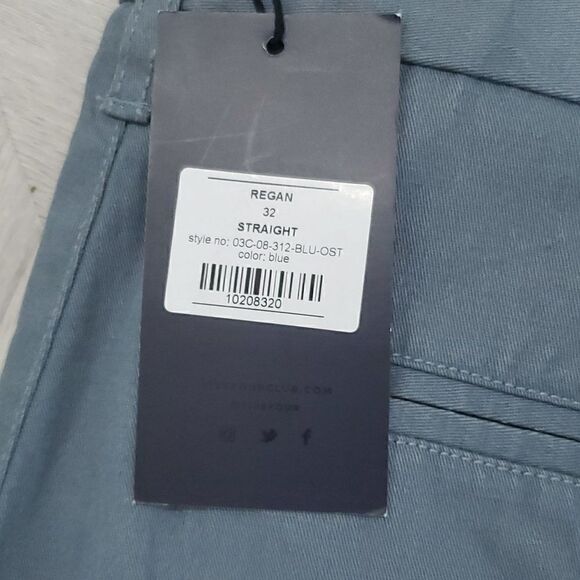 REGAN
32
STRAIGHT
style no; 03C-08-312-BLU-OST
color: blue
10208320